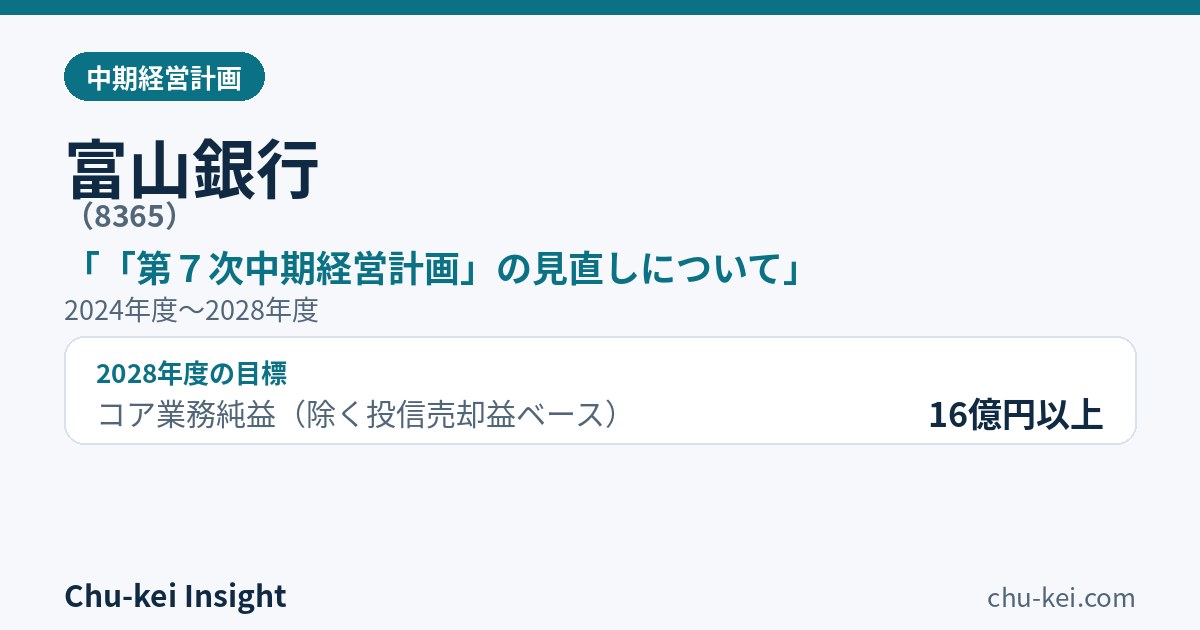 中期経営計画
富山銀行
（8365）
「「第７次中期経営計画」の見直しについて」
2024年度〜2028年度
2028年度の目標
コア業務純益（除く投信売却益ベース） 16億円以上
Chu-kei Insight
chu-kei.com